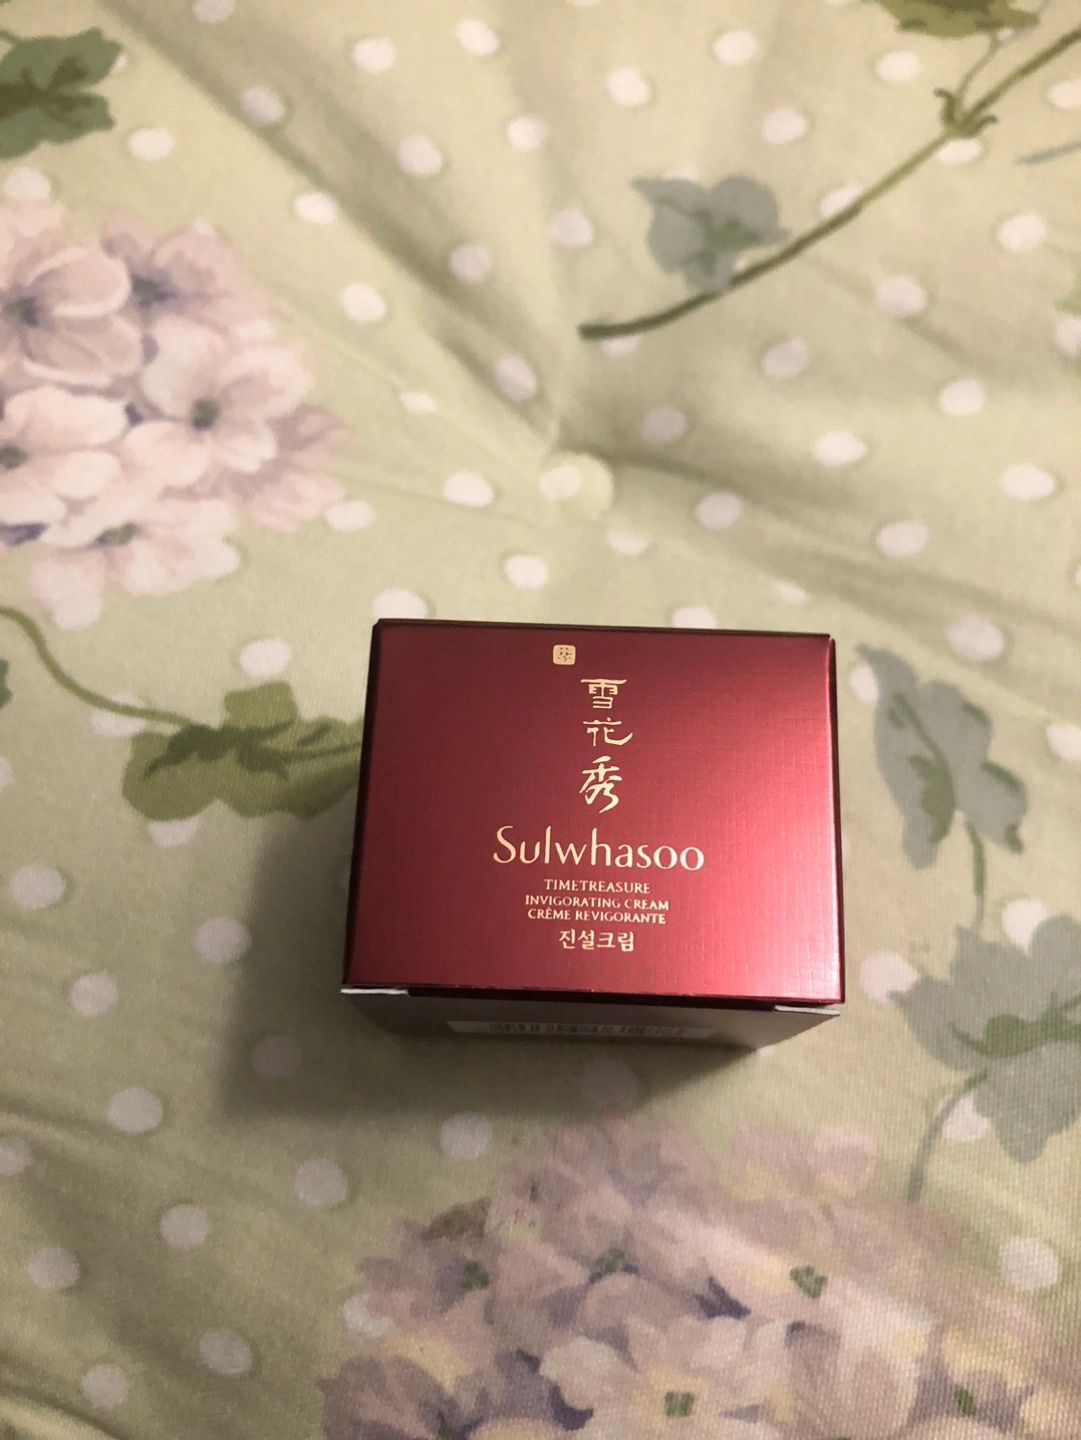 雪花秀
Sulwhasoo
TIMETREASURE
INVIGORATING CREAM
CRÈME REVIGORANTE
진설크림